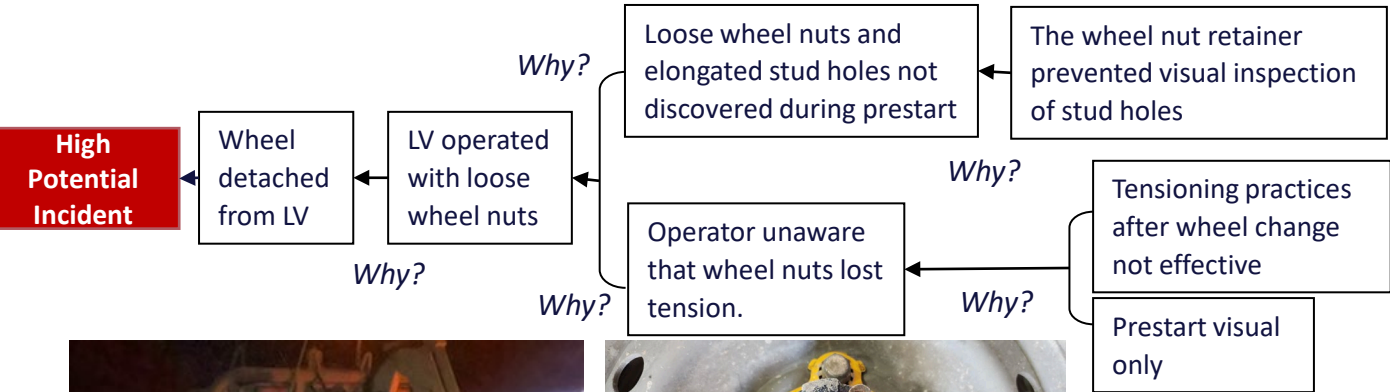 High
Potential
Incident
Wheel
detached
from LV
Why?
LV operated
with loose
wheel nuts
Why?
Loose wheel nuts and
elongated stud holes not
discovered during prestart
The wheel nut retainer
prevented visual inspection
of stud holes
Why?
Operator unaware
that wheel nuts lost
tension.
Why?
Why?
Tensioning practices
after wheel change
not effective
Prestart visual
only